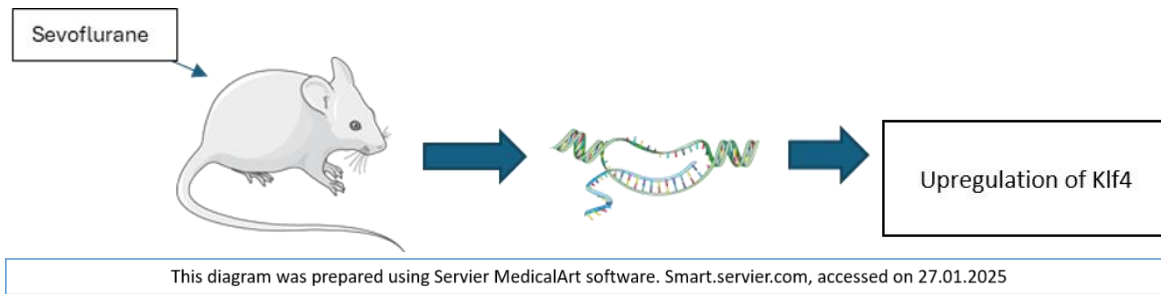 Sevoflurane
Upregulation of Klf4
This diagram was prepared using Servier MedicalArt software. Smart.servier.com, accessed on 27.01.2025